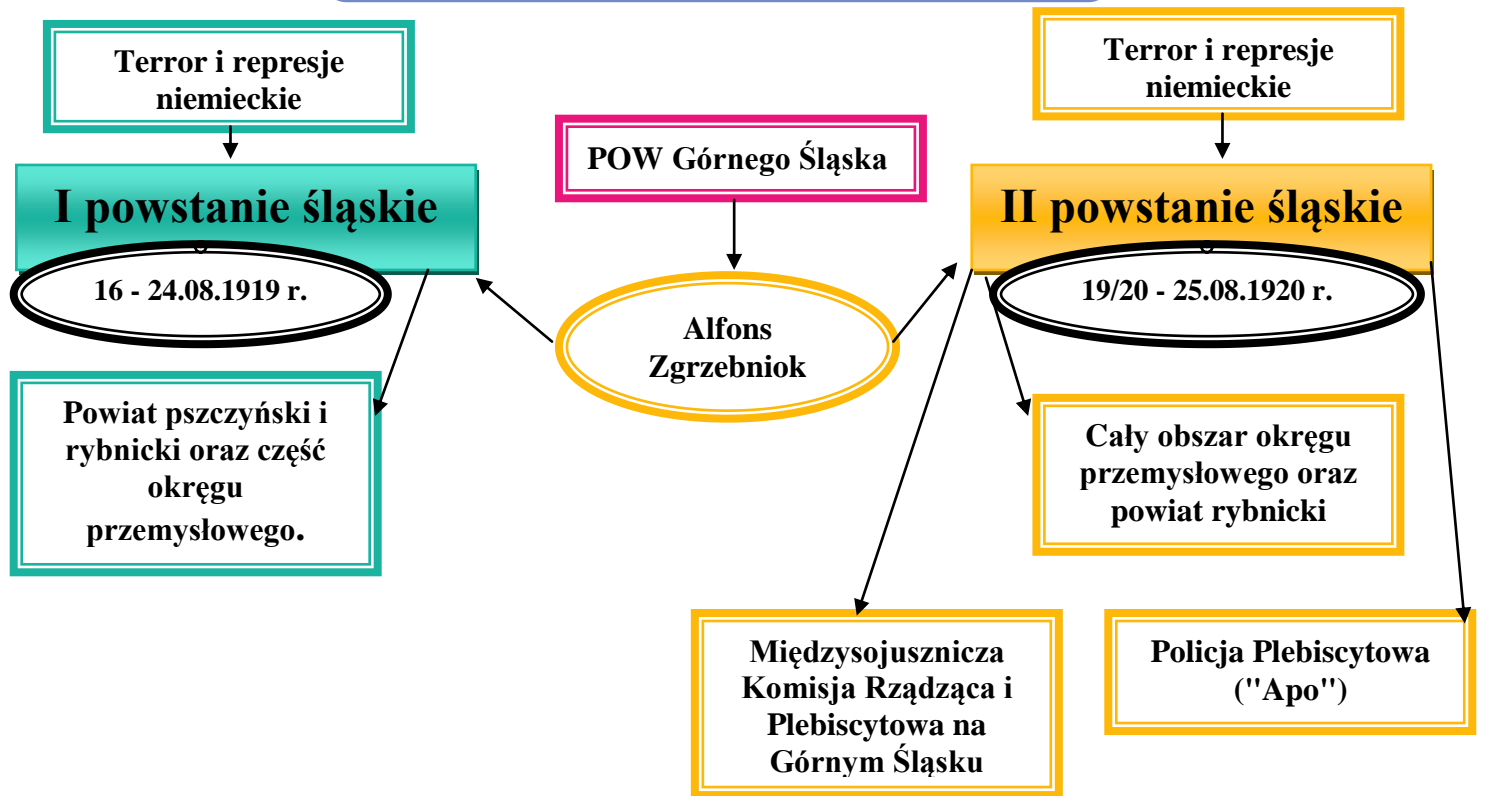 Terror i represje
niemieckie
I powstanie śląskie
16 - 24.08.1919 r.
Powiat pszczyński i
rybnicki oraz część
okręgu
przemysłowego.
POW Górnego Śląska
Alfons
Zgrzebniok
Terror i represje
niemieckie
II powstanie śląskie
19/20 - 25.08.1920 r.
Cały obszar okręgu
przemysłowego oraz
powiat rybnicki
Międzysojusznicza
Komisja Rządząca i
Plebiscytowa na
Górnym Śląsku
Policja Plebiscytowa
("Apo")